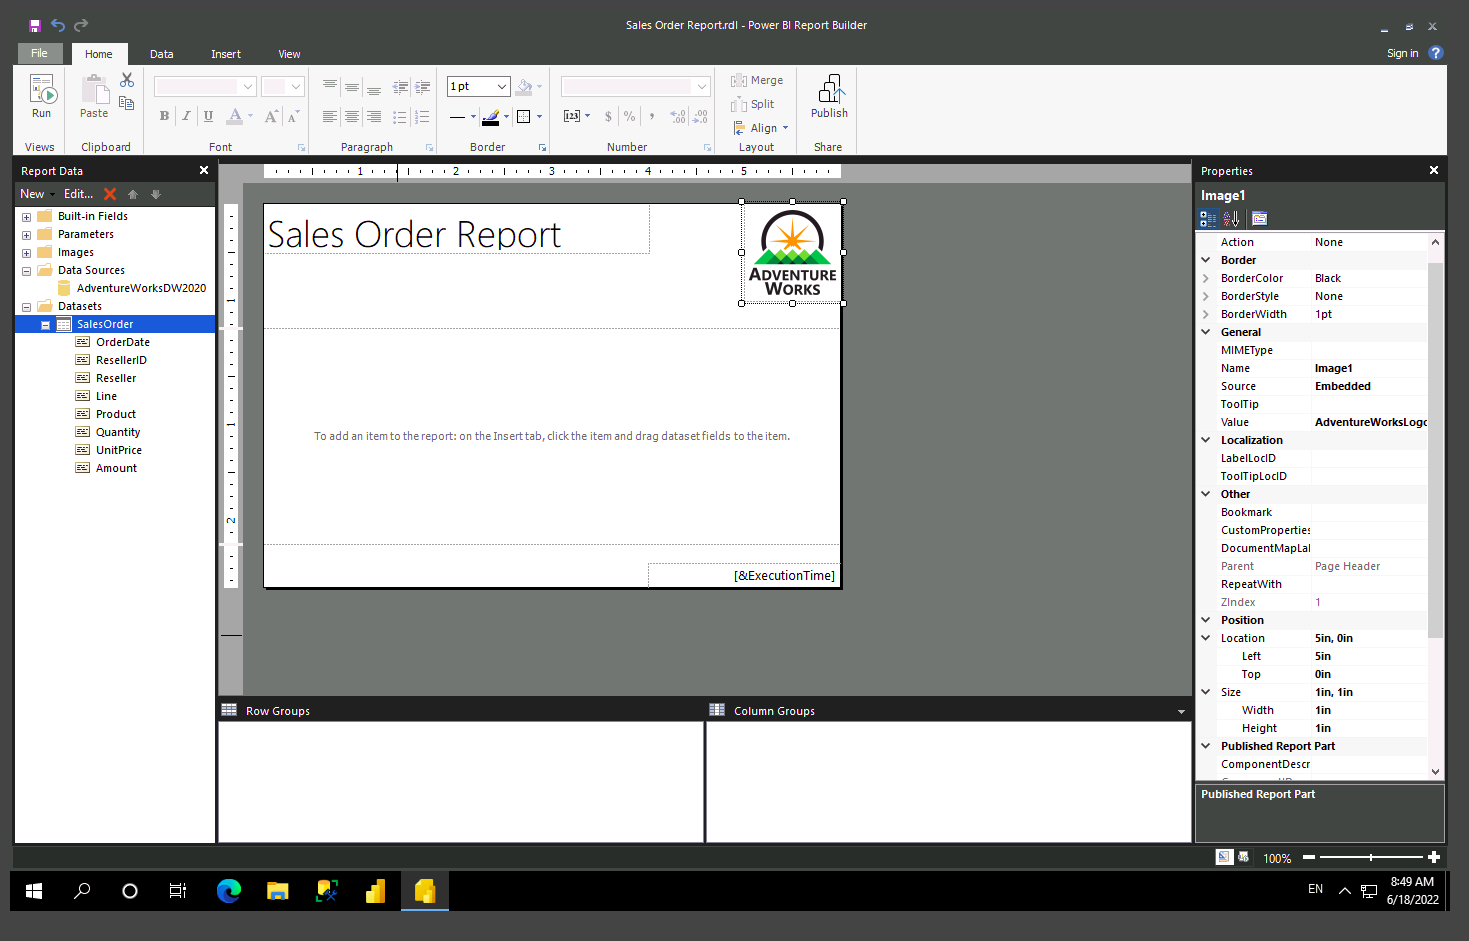 Sales Order Report.rdl - Power BI Report Builder
File Home Data Insert View
Sign in
Run
Paste
1pt
Merge
Split
Align
Publish
Views
Clipboard
Font
Paragraph
Border
Number
Layout
Share
Report Data
New Edit...
Built-in Fields
Parameters
Images
Data Sources
AdventureWorksDW2020
Datasets
SalesOrder
OrderDate
ResellerID
Reseller
Line
Product
Quantity
UnitPrice
Amount
1 2 3 4 5
1
1
2
Sales Order Report
ADVENTURE
WORKS
To add an item to the report: on the Insert tab, click the item and drag dataset fields to the item.
[&ExecutionTime]
Row Groups
Column Groups
Properties
Image1
Action None
Border
BorderColor Black
BorderStyle None
BorderWidth 1pt
General
MIMEType
Name Image1
Source Embedded
ToolTip
Value AdventureWorksLogo
Localization
LabelLocID
ToolTipLocID
Other
Bookmark
CustomProperties
DocumentMapLal
Parent Page Header
RepeatWith
ZIndex 1
Position
Location 5in, 0in
Left 5in
Top 0in
Size 1in, 1in
Width 1in
Height 1in
Published Report Part
ComponentDescr
Published Report Part
100%
EN
8:49 AM
6/18/2022